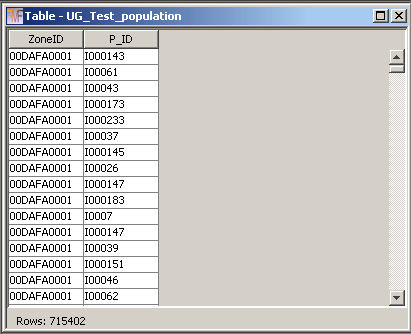 Table - UG_Test_population
ZoneID P_ID
00DAFA0001 I000143
00DAFA0001 I00061
00DAFA0001 I00043
00DAFA0001 I000173
00DAFA0001 I000233
00DAFA0001 I00037
00DAFA0001 I000145
00DAFA0001 I00026
00DAFA0001 I000147
00DAFA0001 I000183
00DAFA0001 I0007
00DAFA0001 I000147
00DAFA0001 I00039
00DAFA0001 I000151
00DAFA0001 I00046
00DAFA0001 I00062
Rows: 715402